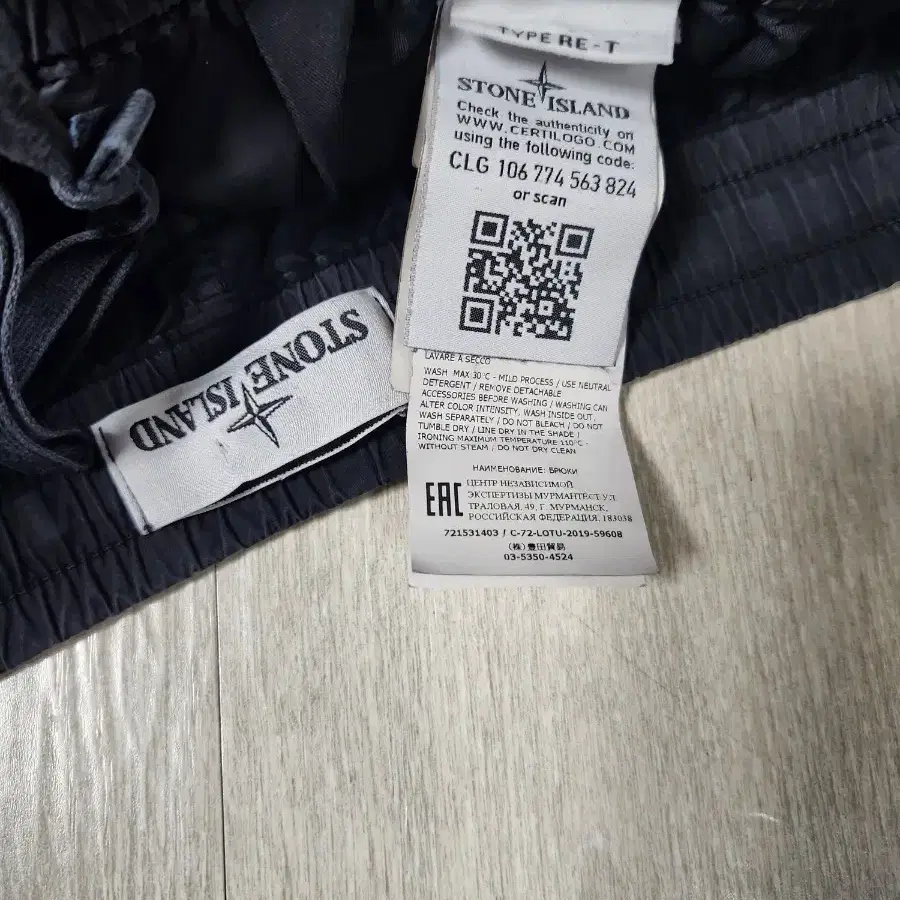 TYPE RE-T
STONE ISLAND
Check the authenticity on
WWW.CERTILOGO.COM
using the following code:
CLG 106 774 563 824
or scan
STONE ISLAND
LAVARE A SECCO
WASH MAX 30°C - MILD PROCESS / USE NEUTRAL
DETERGENT / REMOVE DETACHABLE
ACCESSORIES BEFORE WASHING / WASHING CAN
ALTER COLOR INTENSITY, WASH INSIDE OUT,
WASH SEPARATELY / DO NOT BLEACH / DO NOT
TUMBLE DRY / LINE DRY IN THE SHADE /
IRONING MAXIMUM TEMPERATURE 110°C -
WITHOUT STEAM / DO NOT DRY CLEAN
НАИМЕНОВАНИЕ: БРЮКИ
EAC
ЦЕНТР НЕЗАВИСИМОЙ
ЭКСПЕРТИЗЫ МУРМАНТЕСТ УЛ.
ТРАЛОВАЯ, 49, Г. МУРМАНСК,
РОССИЙСКАЯ ФЕДЕРАЦИЯ, 183038
721531403 / C-72-LOTU-2019-59608
(株)豊田貿易
03-5350-4524